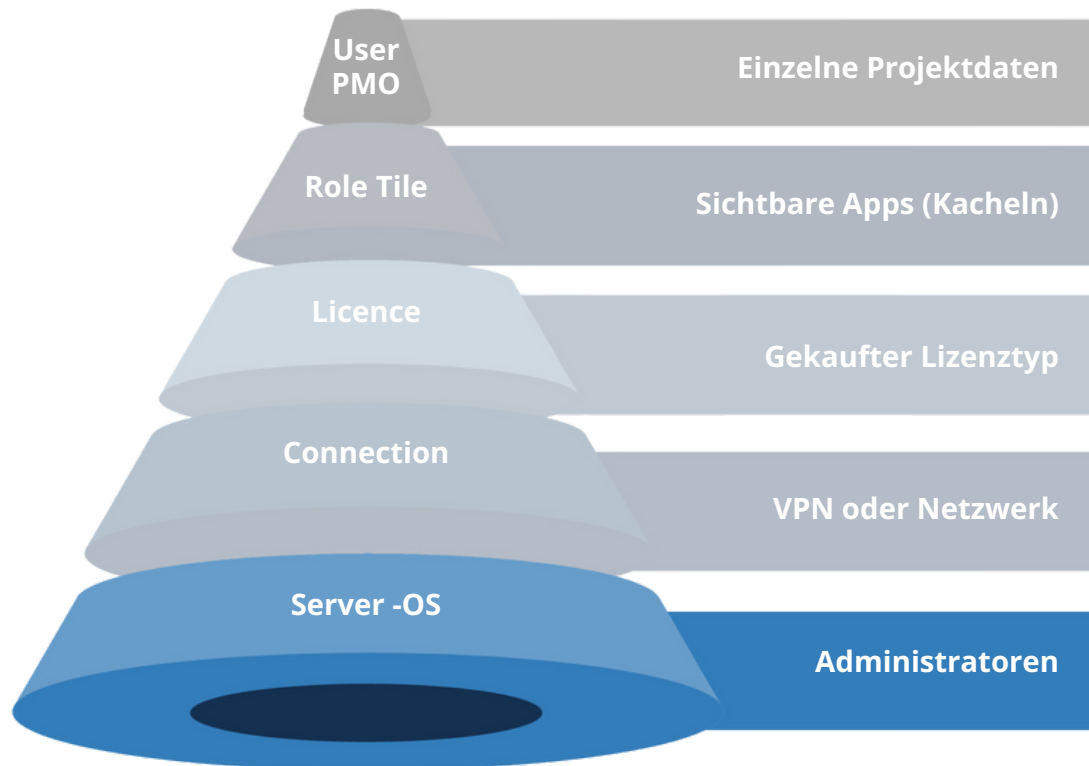 User
PMO
Einzelne Projektdaten
Role Tile
Sichtbare Apps (Kacheln)
Licence
Gekaufter Lizenztyp
Connection
VPN oder Netzwerk
Server -OS
Administratoren